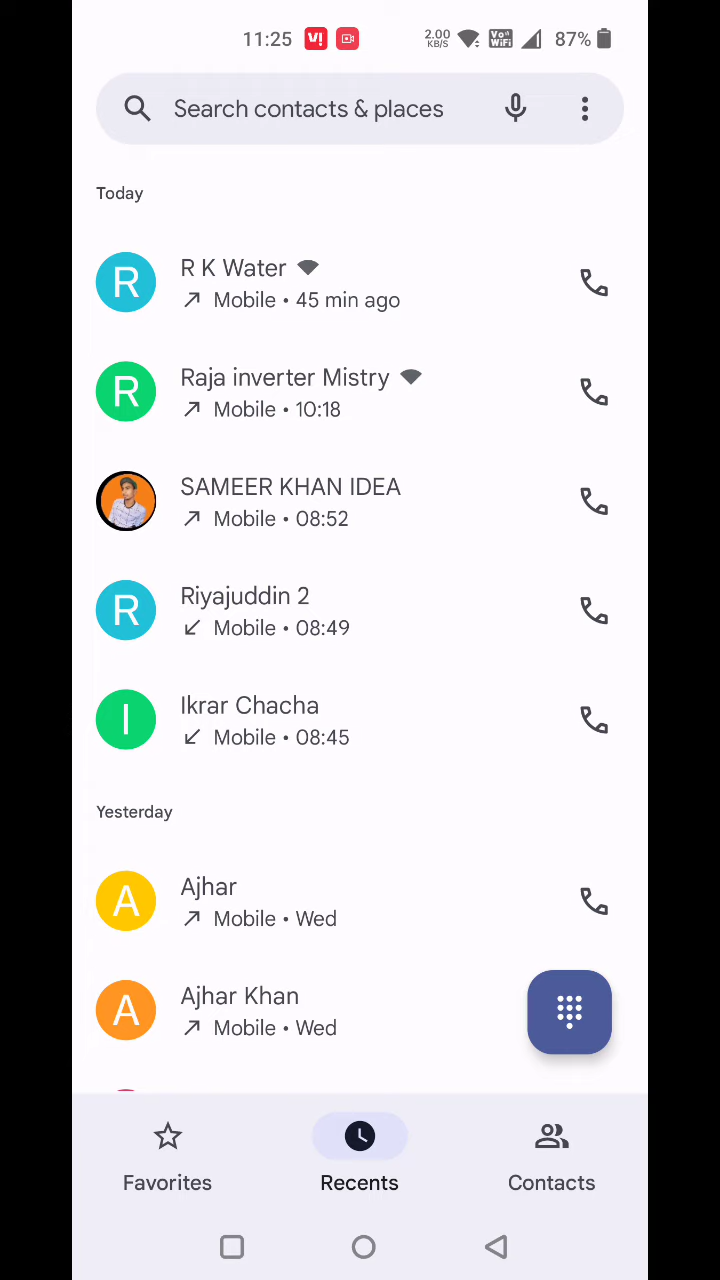 11:25 V! 2.00 KB/S Vo WiFi 87%
Search contacts & places
Today
R R K Water
Mobile • 45 min ago
R Raja inverter Mistry
Mobile • 10:18
SAMEER KHAN IDEA
Mobile • 08:52
R Riyajuddin 2
Mobile • 08:49
I Ikrar Chacha
Mobile • 08:45
Yesterday
A Ajhar
Mobile • Wed
A Ajhar Khan
Mobile • Wed
Favorites Recents Contacts